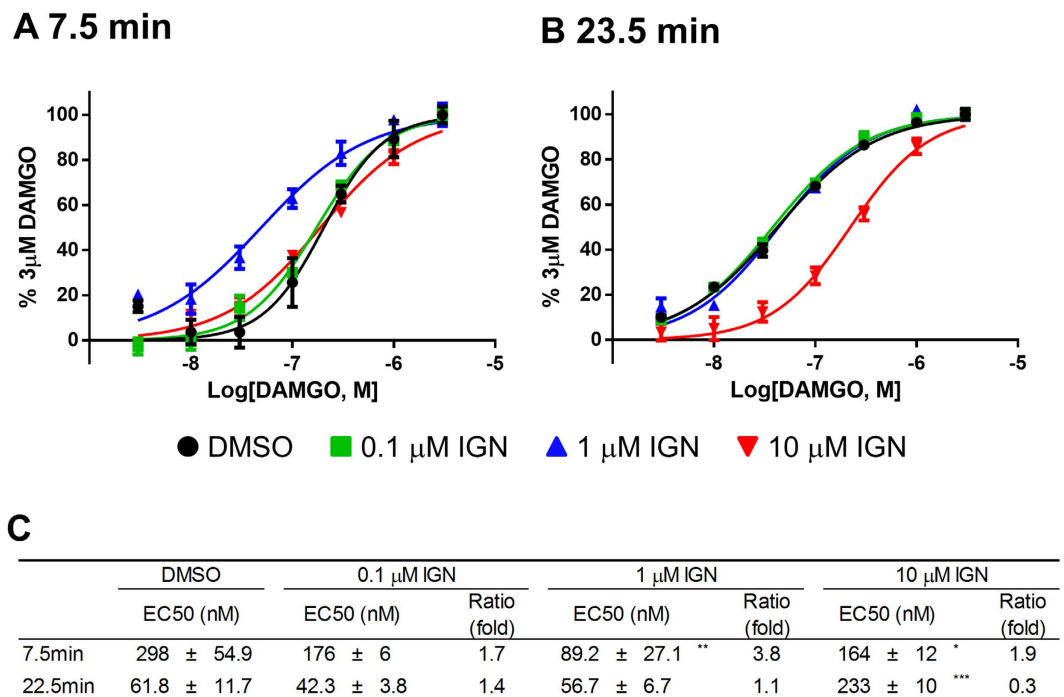 A 7.5 min
B 23.5 min
% 3μM DAMGO
100
80
60
40
20
0
-8
-7
-6
-5
Log[DAMGO, M]
% 3μM DAMGO
100
80
60
40
20
0
-8
-7
-6
-5
Log[DAMGO, M]
DMSO 0.1 μM IGN 1 μM IGN 10 μM IGN
C
DMSO 0.1 μM IGN 1 μM IGN 10 μM IGN
EC50 (nM) EC50 (nM) Ratio (fold) EC50 (nM) Ratio (fold) EC50 (nM) Ratio (fold)
7.5min 298 ± 54.9 176 ± 6 1.7 89.2 ± 27.1 ** 3.8 164 ± 12 * 1.9
22.5min 61.8 ± 11.7 42.3 ± 3.8 1.4 56.7 ± 6.7 1.1 233 ± 10 *** 0.3